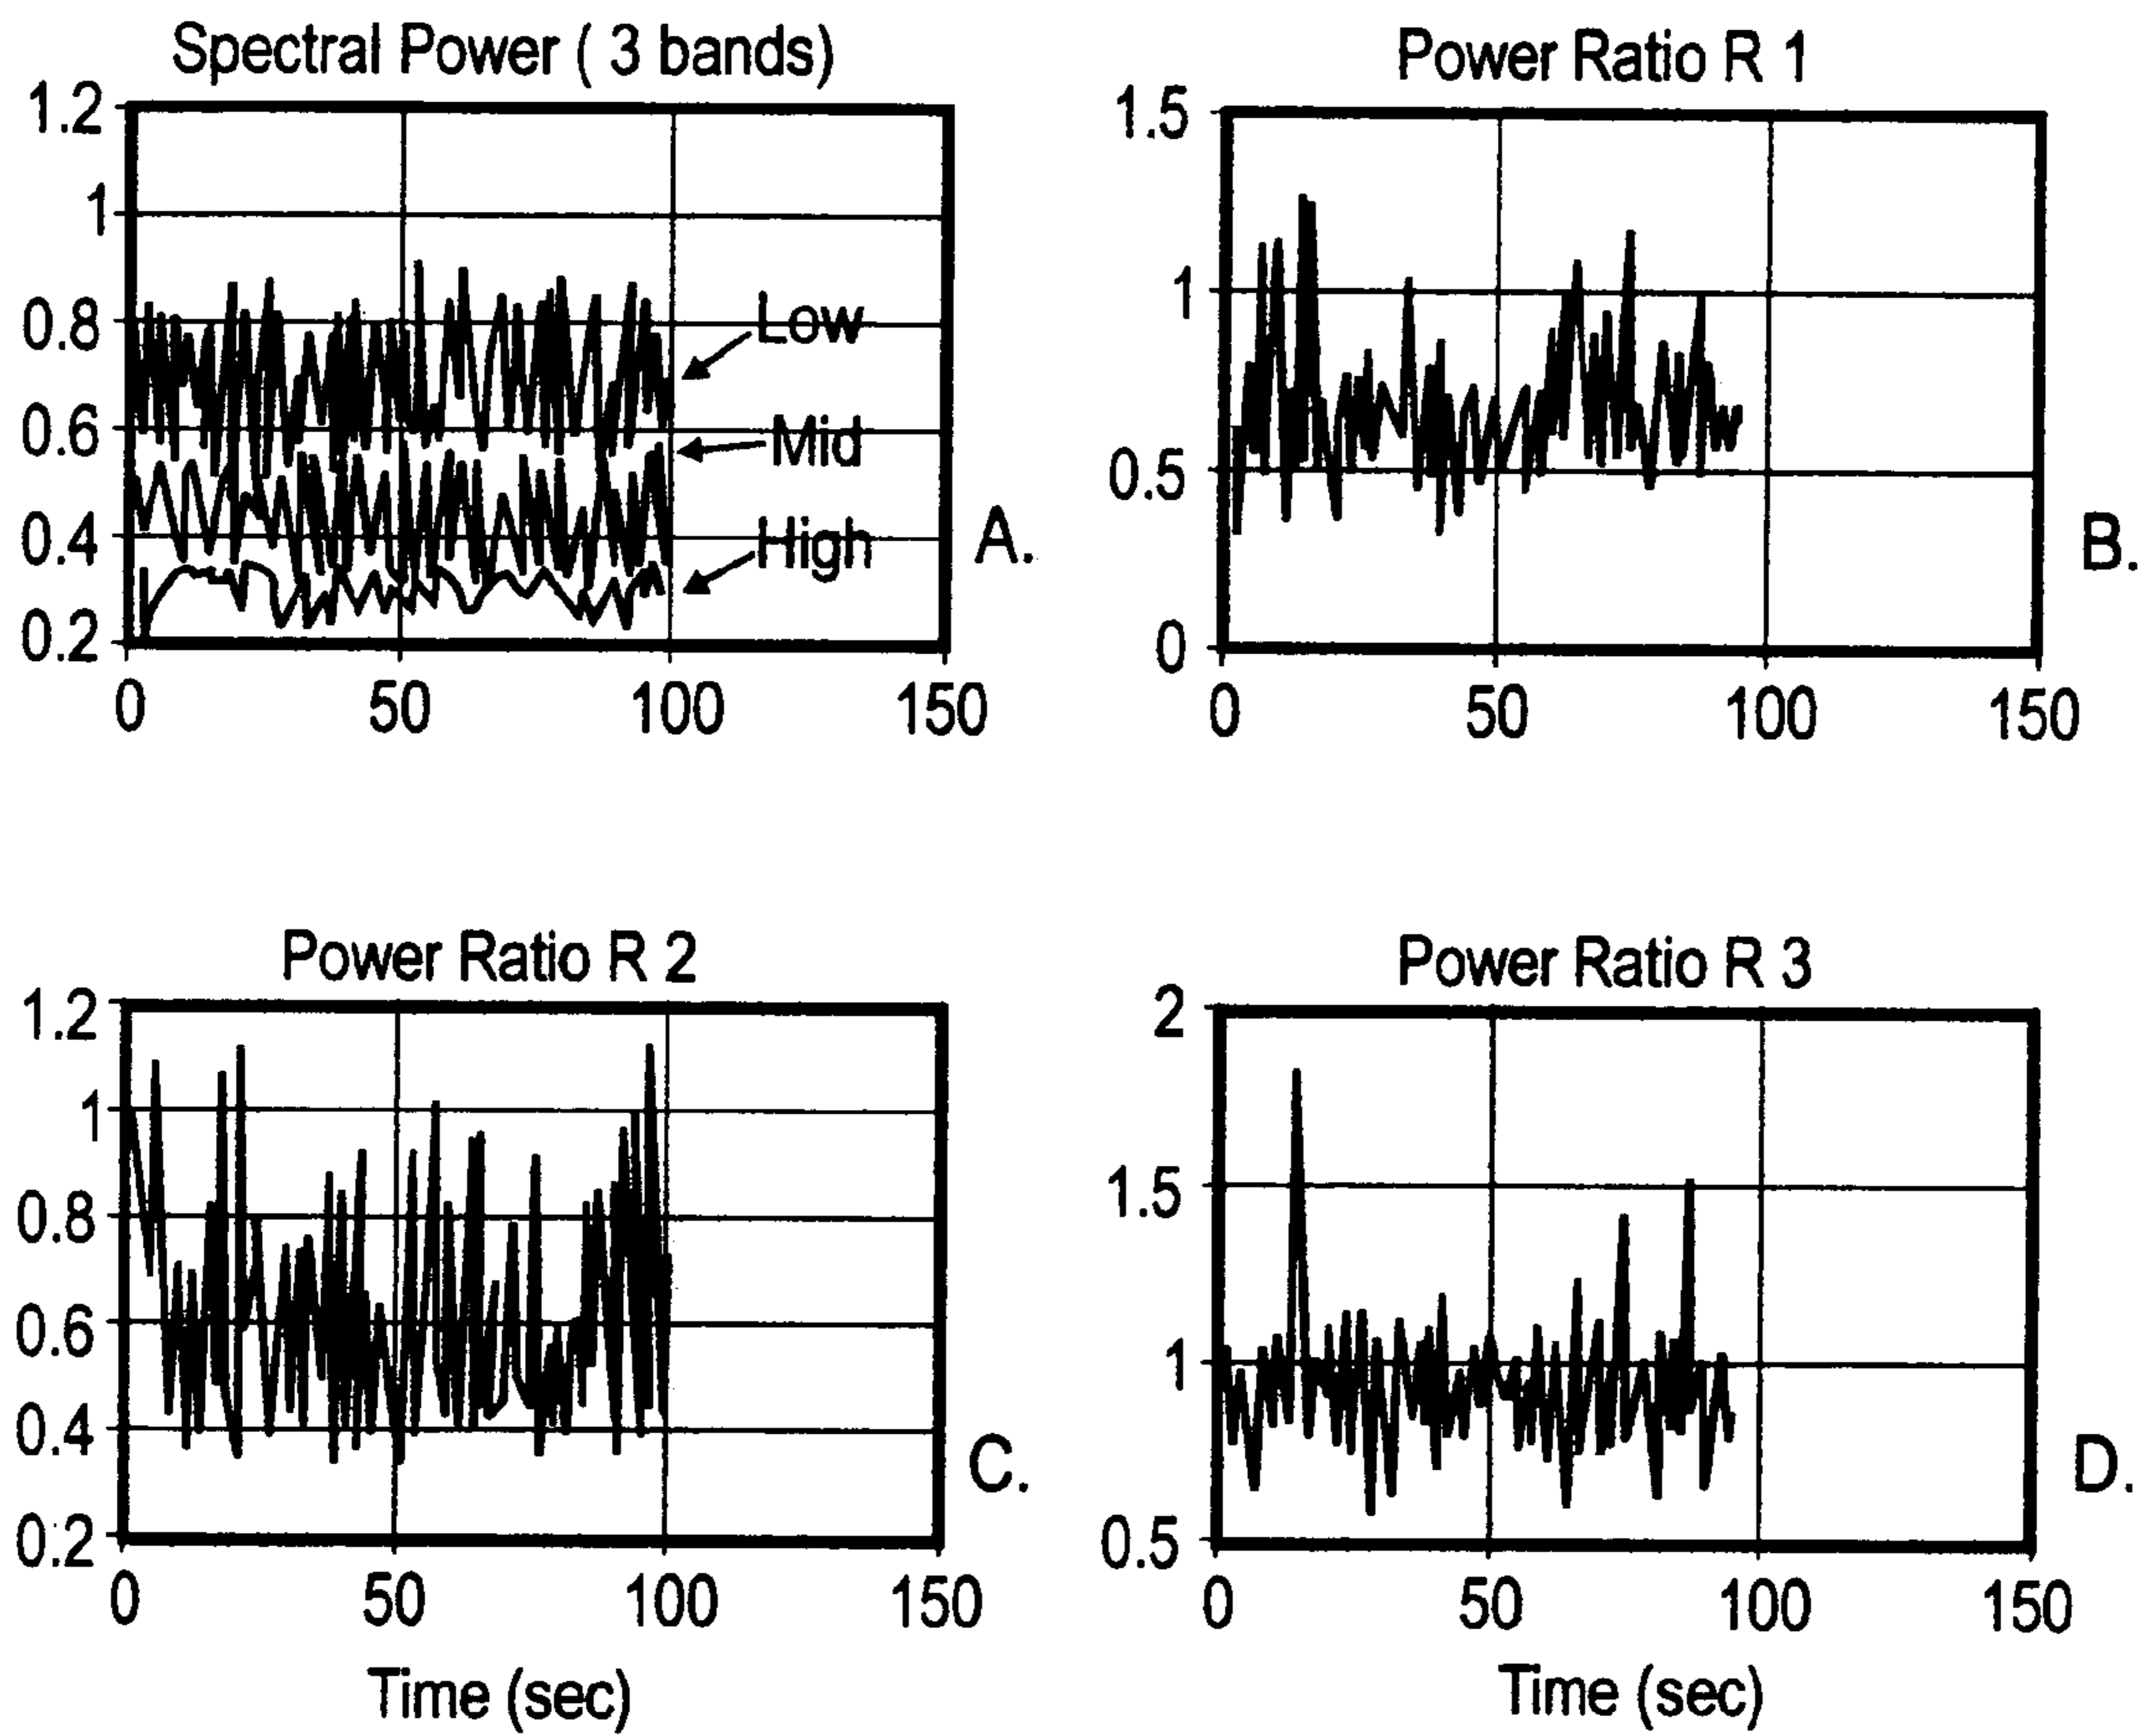 Spectral Power ( 3 bands)
1.2
1
0.8
0.6
0.4
0.2
Low
Mid
High
0 50 100 150
A.
Power Ratio R 1
1.5
1
0.5
0
0 50 100 150
B.
Power Ratio R 2
1.2
1
0.8
0.6
0.4
0.2
0 50 100 150
Time (sec)
C.
Power Ratio R 3
2
1.5
1
0.5
0 50 100 150
Time (sec)
D.